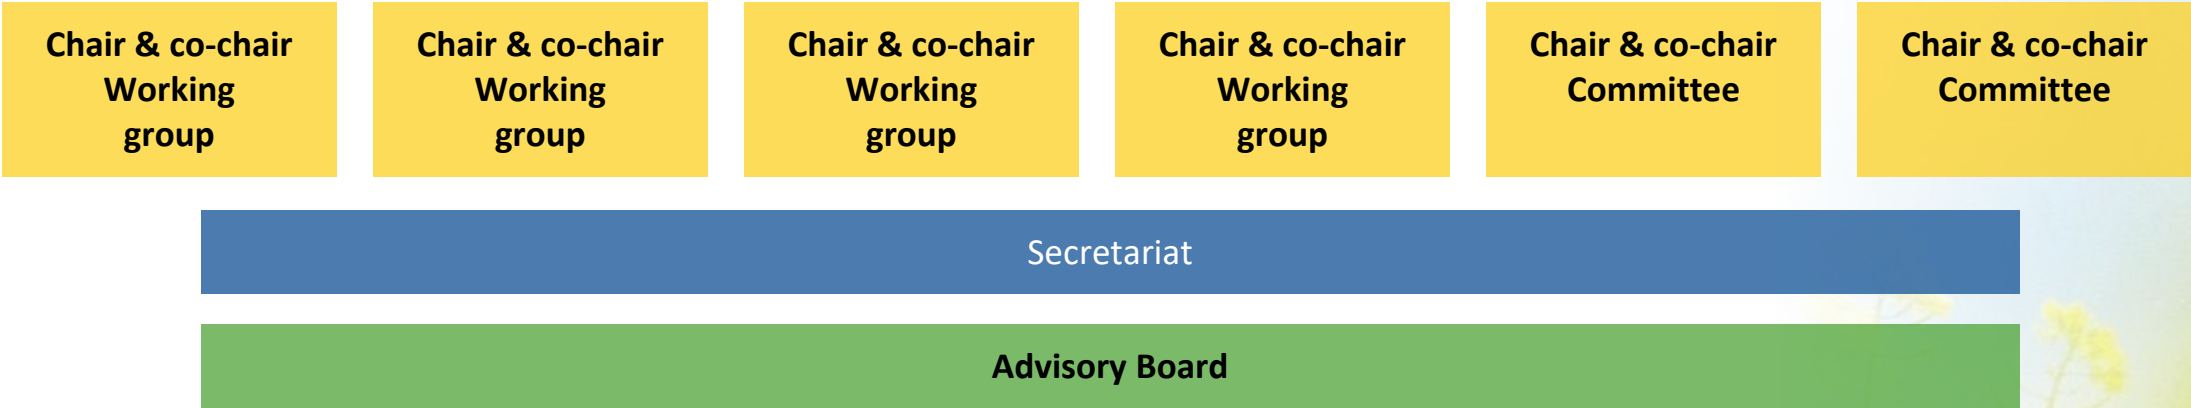 Chair & co-chair
Working
group
Chair & co-chair
Working
group
Chair & co-chair
Working
group
Chair & co-chair
Working
group
Chair & co-chair
Committee
Chair & co-chair
Committee
Secretariat
Advisory Board